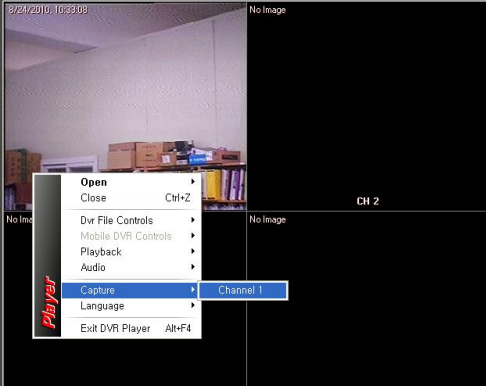 8/24/2010, 10:33:08
No Image
CH 2
Open
Close Ctrl+Z
No Ima
No Image
Dvr File Controls
Mobile DVR Controls
Playback
Audio
Capture
Channel 1
Language
Exit DVR Player Alt+F4
Player